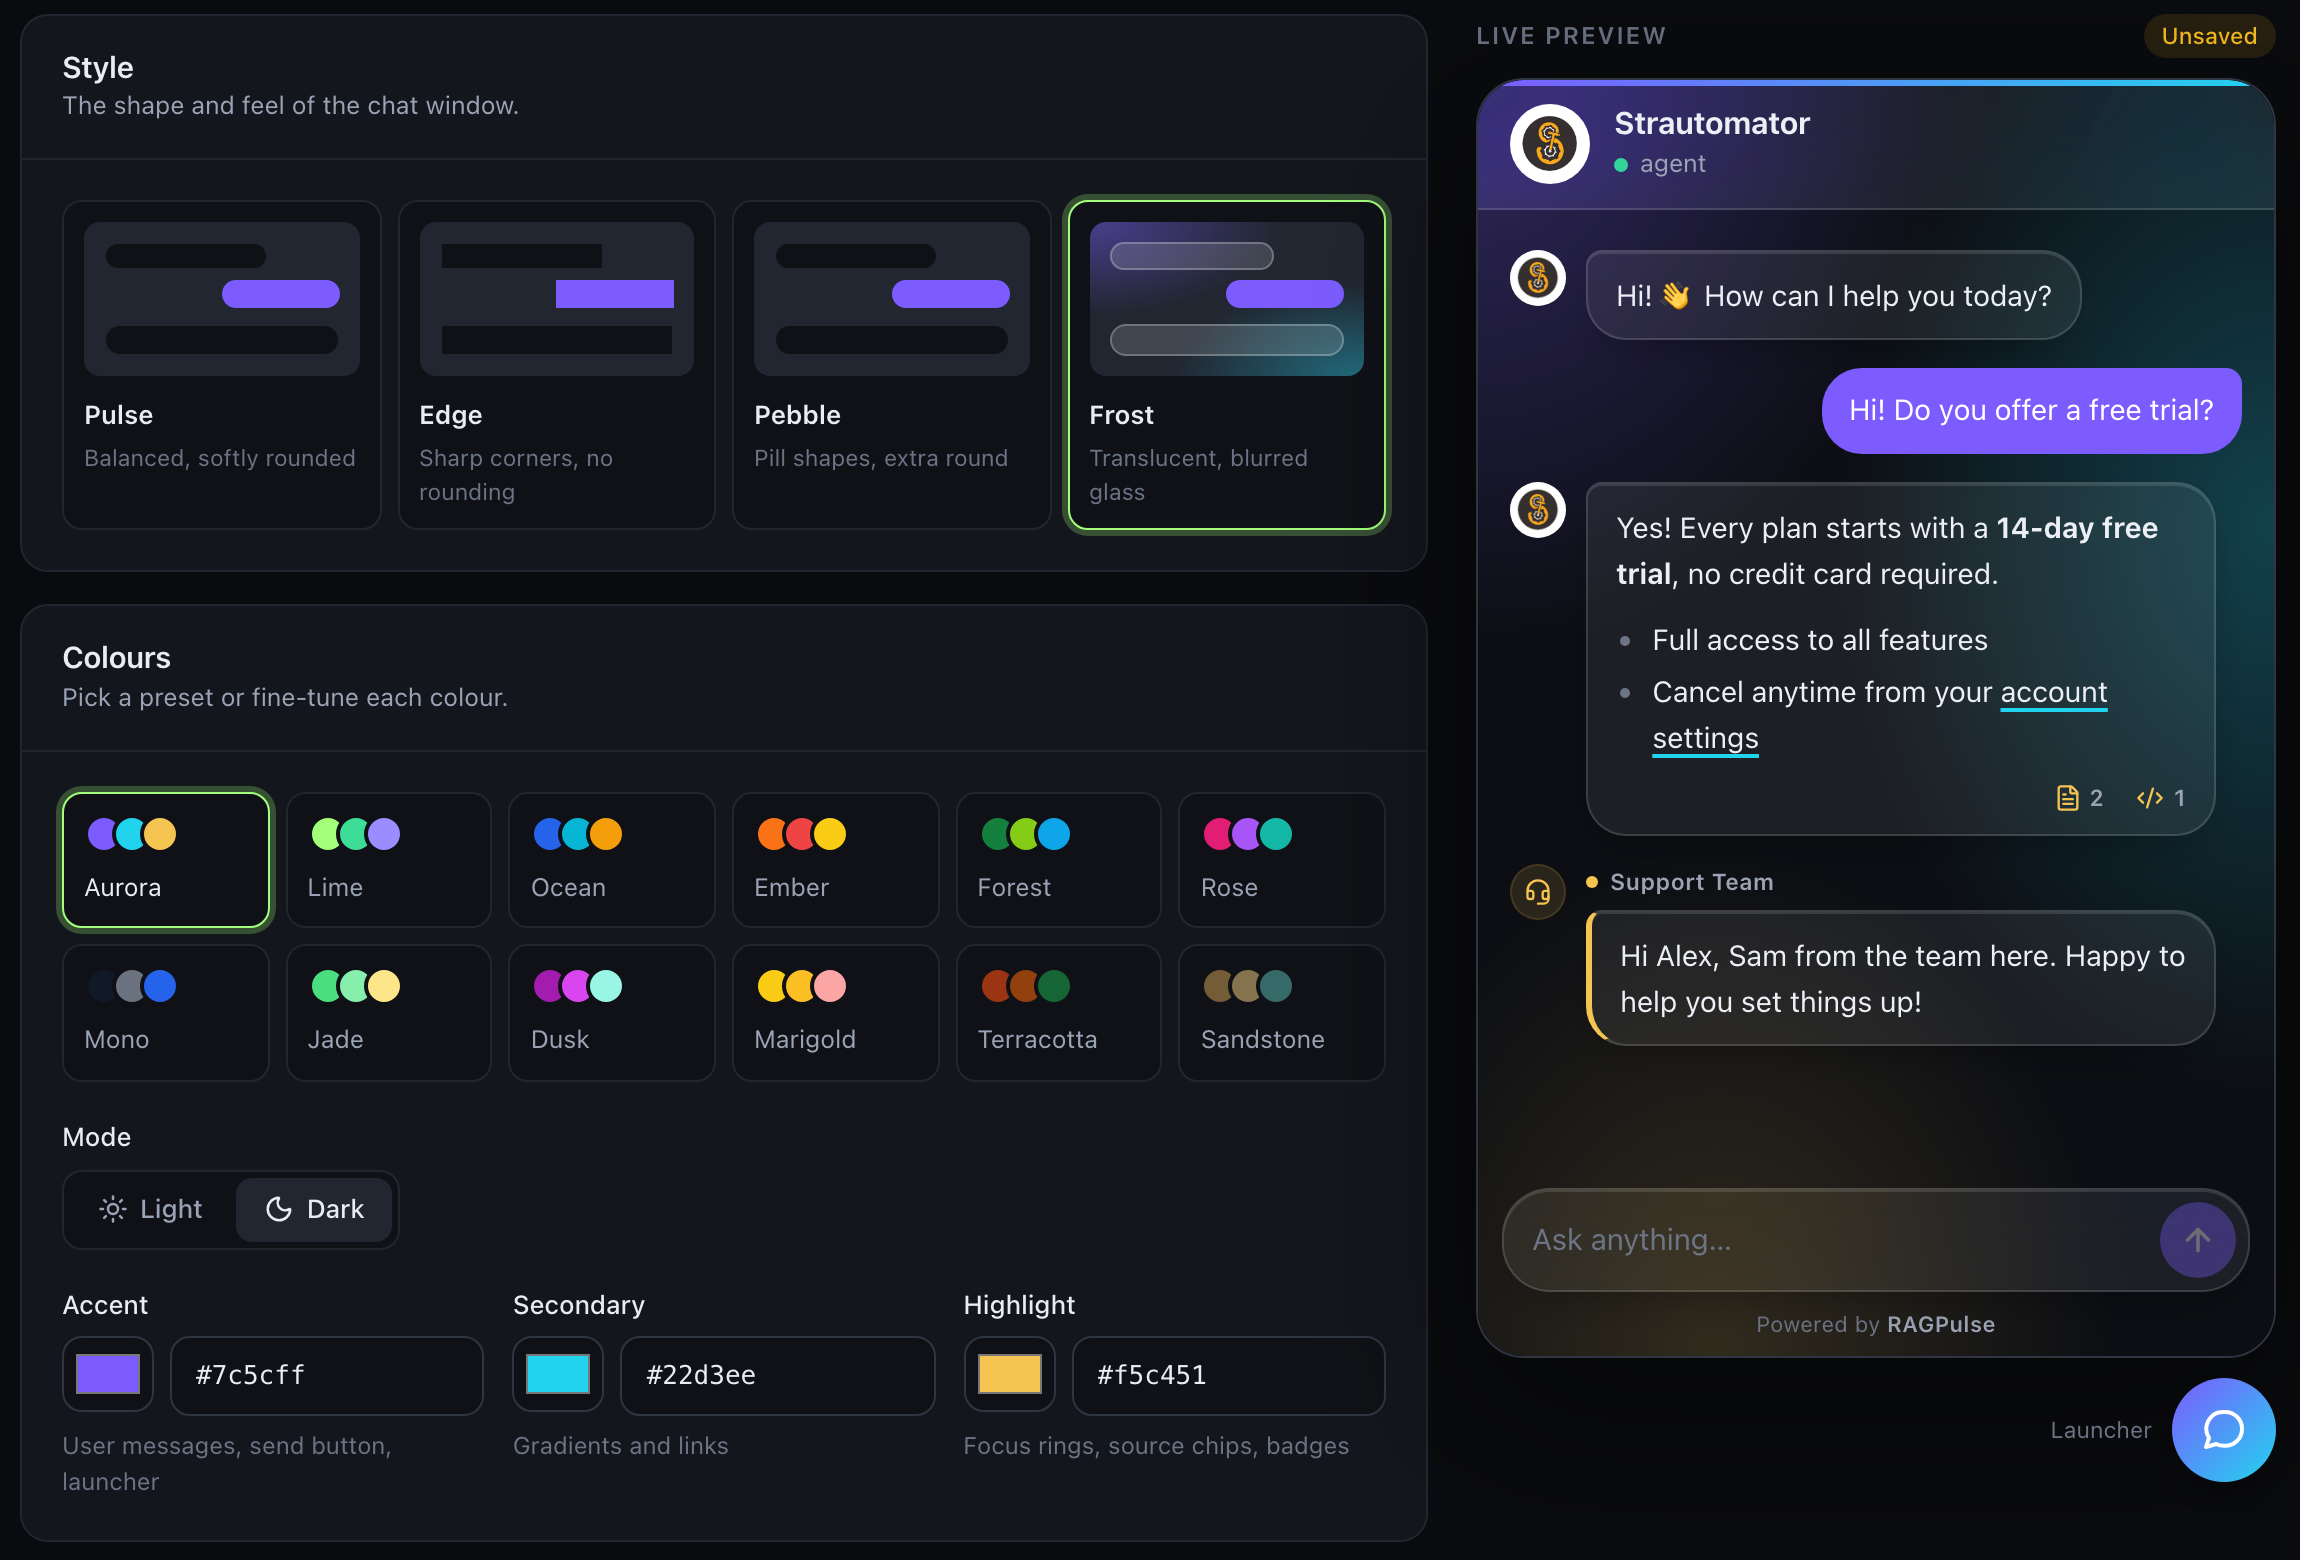 Style
The shape and feel of the chat window.
Pulse
Balanced, softly rounded
Edge
Sharp corners, no
rounding
Pebble
Pill shapes, extra round
Frost
Translucent, blurred
glass
Colours
Pick a preset or fine-tune each colour.
Aurora
Lime
Ocean
Ember
Forest
Rose
Mono
Jade
Dusk
Marigold
Terracotta
Sandstone
Mode
Light
Dark
Accent
#7c5cff
User messages, send button,
launcher
Secondary
#22d3ee
Gradients and links
Highlight
#f5c451
Focus rings, source chips, badges
LIVE PREVIEW
Unsaved
Strautomator
agent
Hi! 👋 How can I help you today?
Hi! Do you offer a free trial?
Yes! Every plan starts with a 14-day free
trial, no credit card required.
Full access to all features
Cancel anytime from your account
settings
2
1
Support Team
Hi Alex, Sam from the team here. Happy to
help you set things up!
Ask anything...
Powered by RAGPulse
Launcher